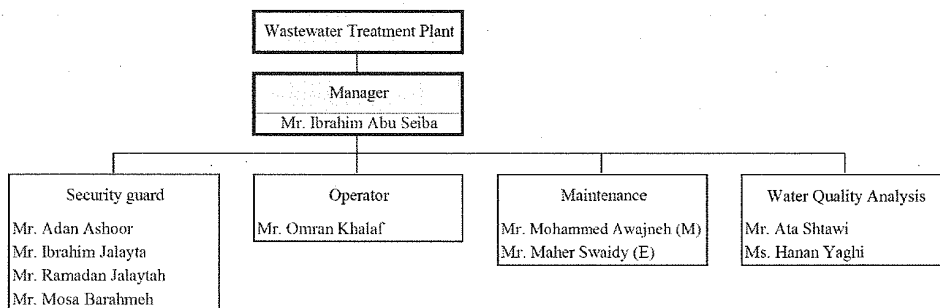 Wastewater Treatment Plant
Manager
Mr. Ibrahim Abu Seiba
Security guard
Mr. Adan Ashoor
Mr. Ibrahim Jalayta
Mr. Ramadan Jalaytah
Mr. Mosa Barahmeh
Operator
Mr. Omran Khalaf
Maintenance
Mr. Mohammed Awajneh (M)
Mr. Maher Swaidy (E)
Water Quality Analysis
Mr. Ata Shtawi
Ms. Hanan Yaghi